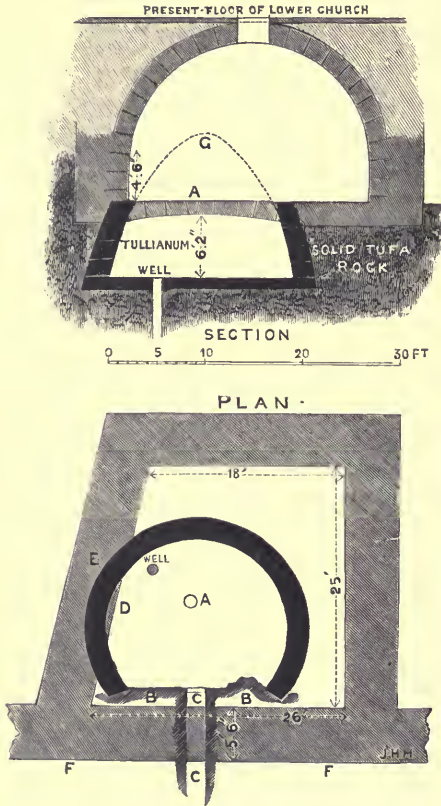 PRESENT-FLOOR OF LOWER CHURCH
G
4'.6"
A
TULLIANUM
6'.2"
WELL
SOLID TUFA
ROCK
SECTION
0 5 10 20 30 FT
PLAN -
18'
E
WELL
A
D
25'
B C B
26'
5'.6"
J.H.M
F C F